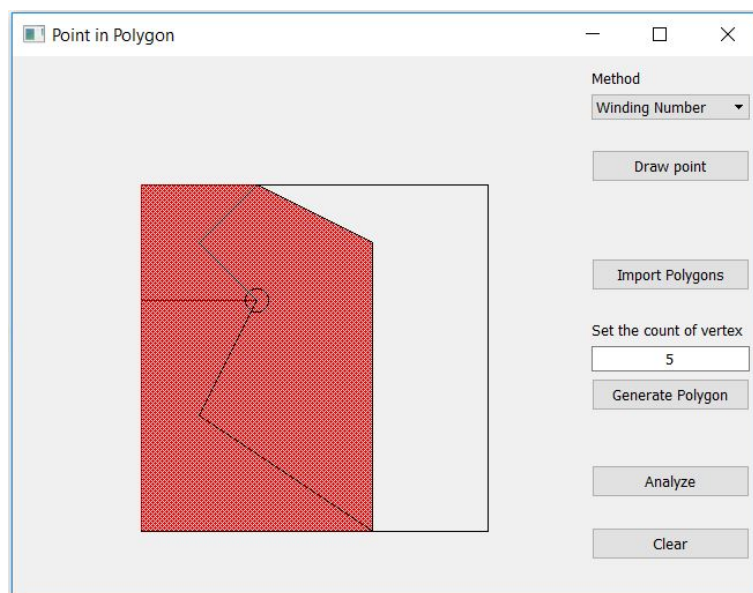 Point in Polygon
Method
Winding Number
Draw point
Import Polygons
Set the count of vertex
5
Generate Polygon
Analyze
Clear